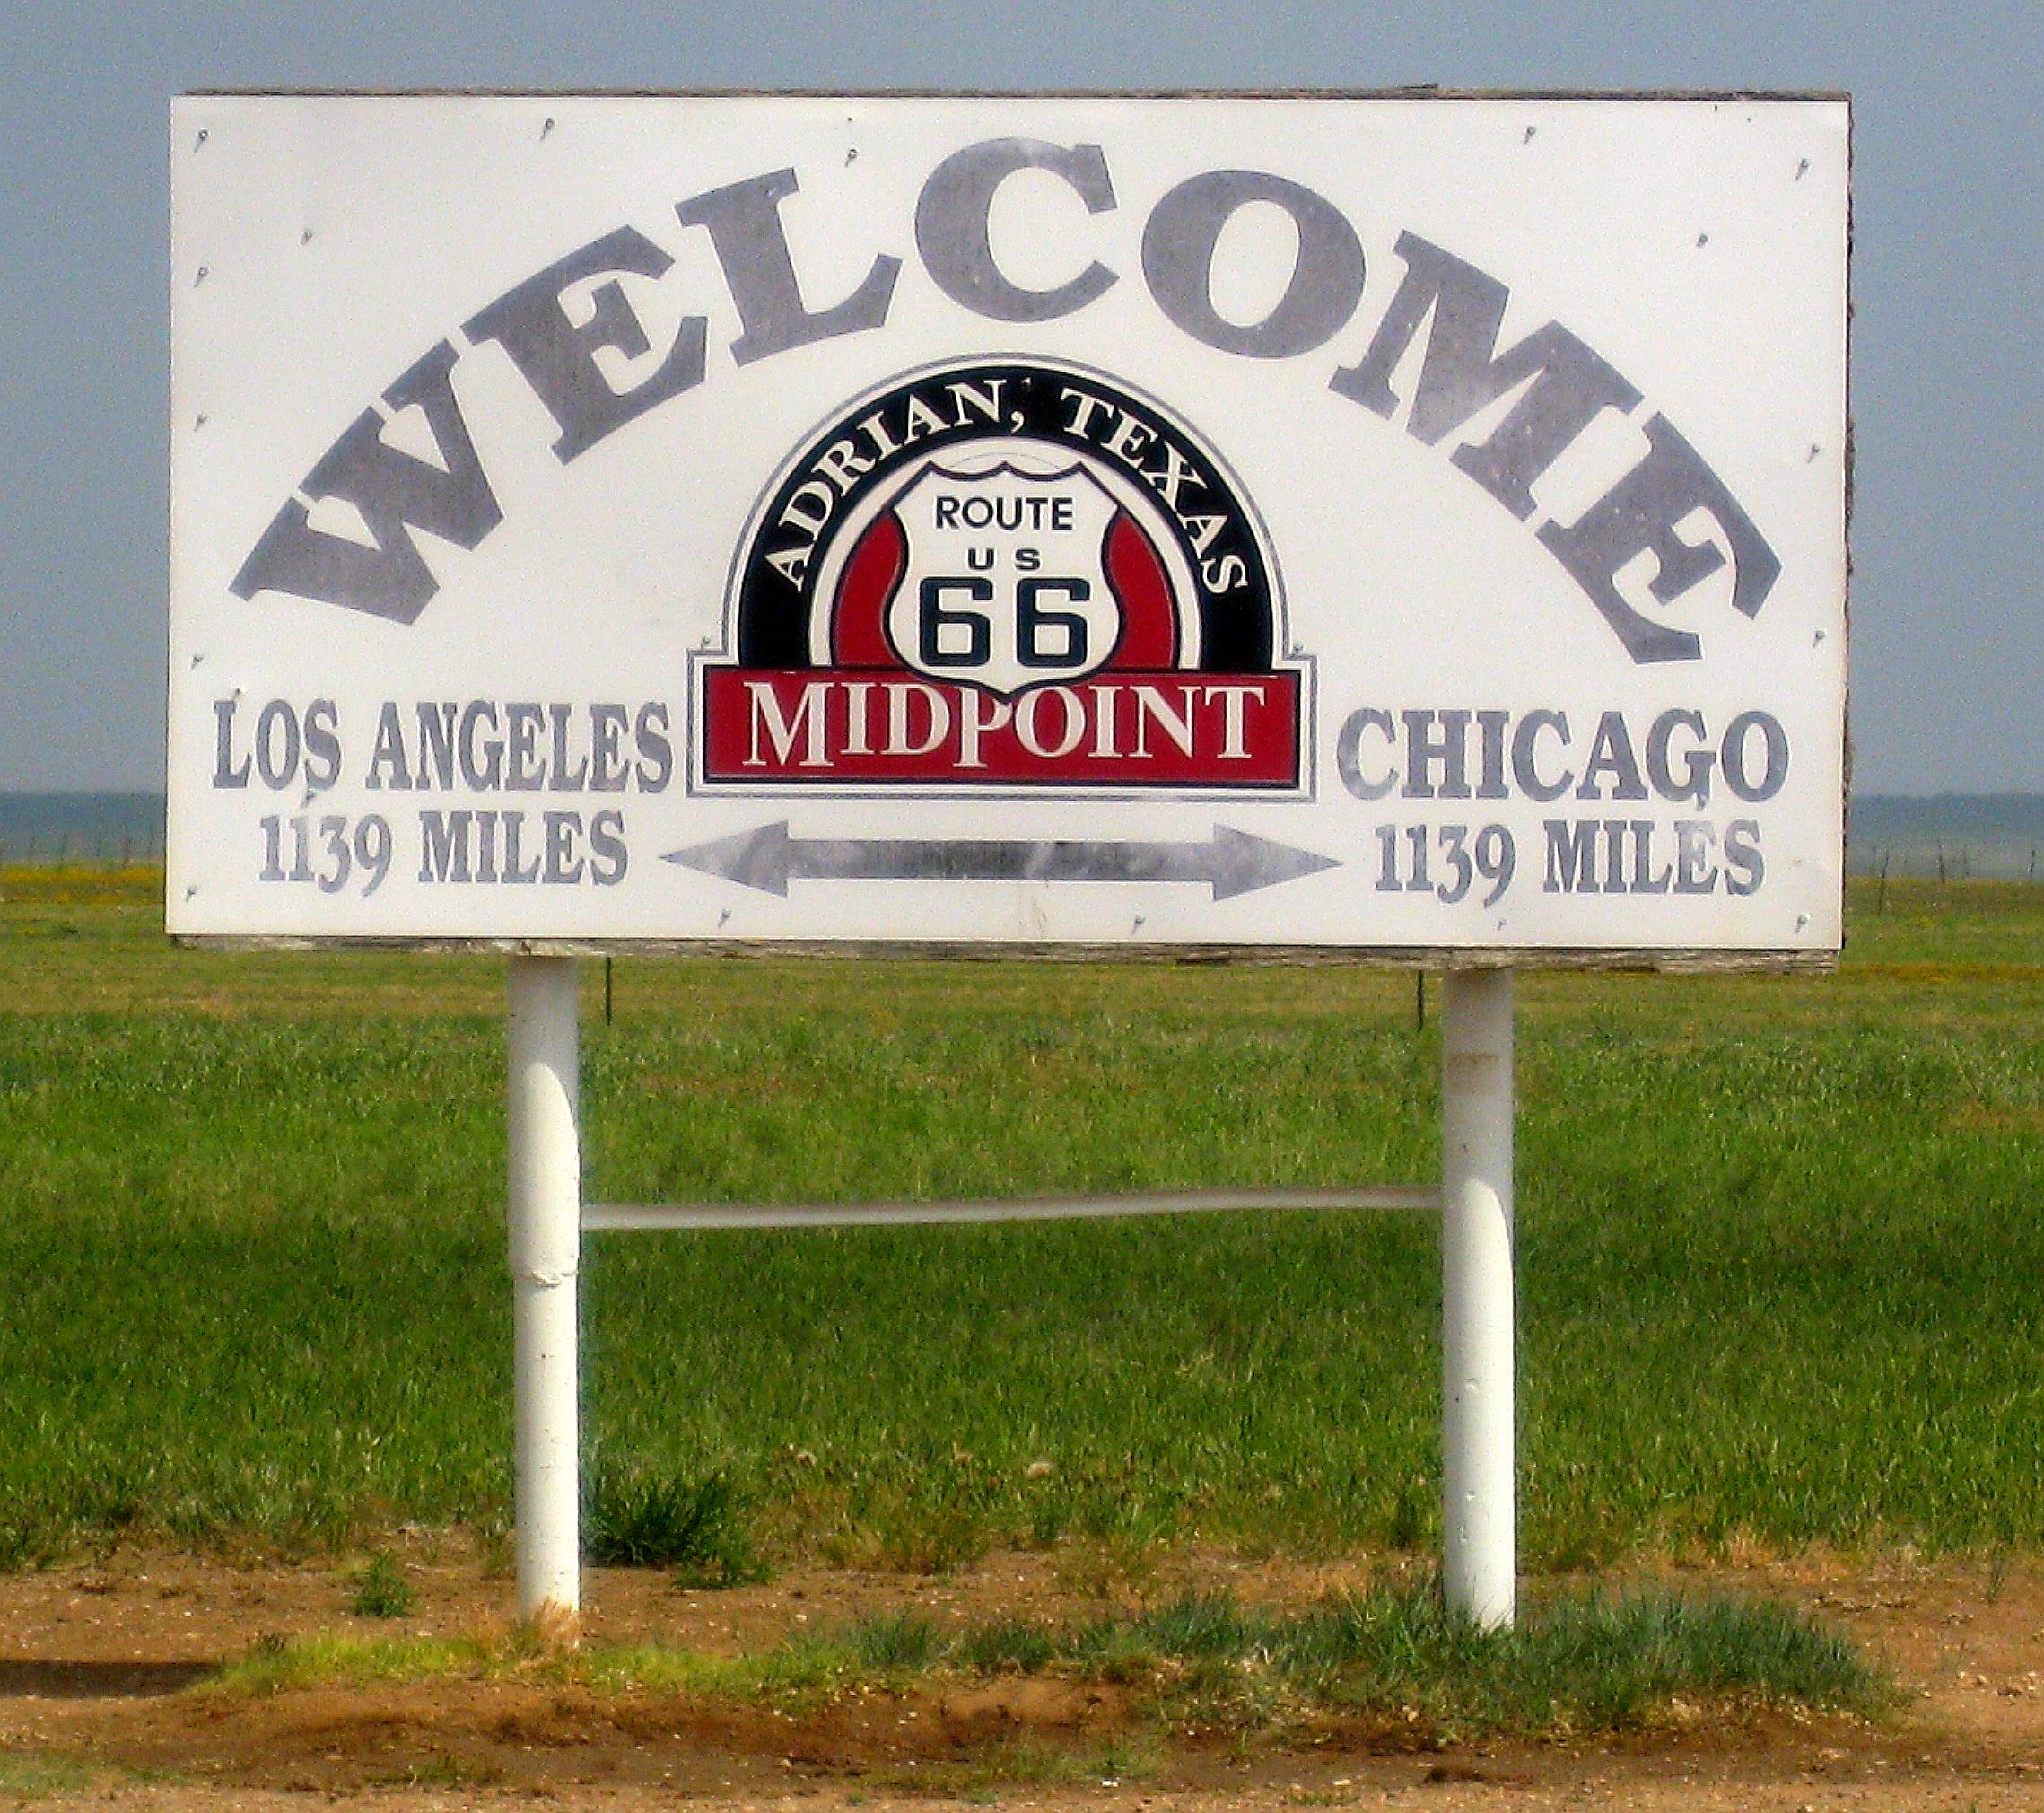 WELCOME
ADRIAN, TEXAS
ROUTE
US
66
MIDPOINT
LOS ANGELES
1139 MILES
CHICAGO
1139 MILES